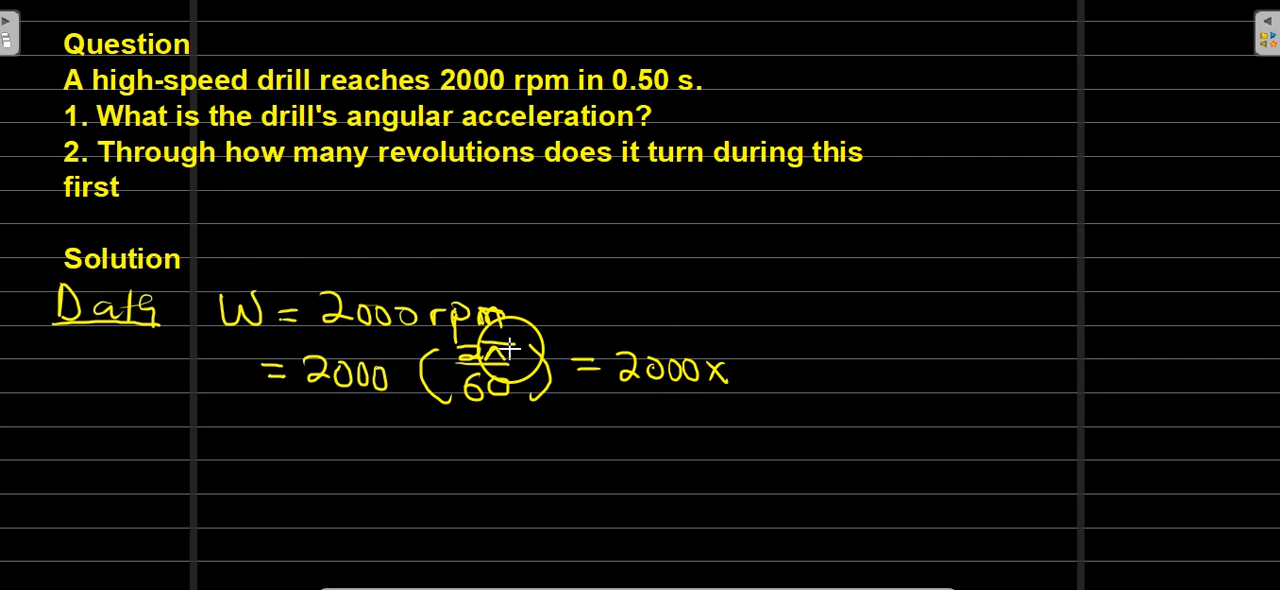 Question
A high-speed drill reaches 2000 rpm in 0.50 s.
1. What is the drill's angular acceleration?
2. Through how many revolutions does it turn during this
first
Solution
Data W = 2000 rpm
= 2000 (2π/60) = 2000x